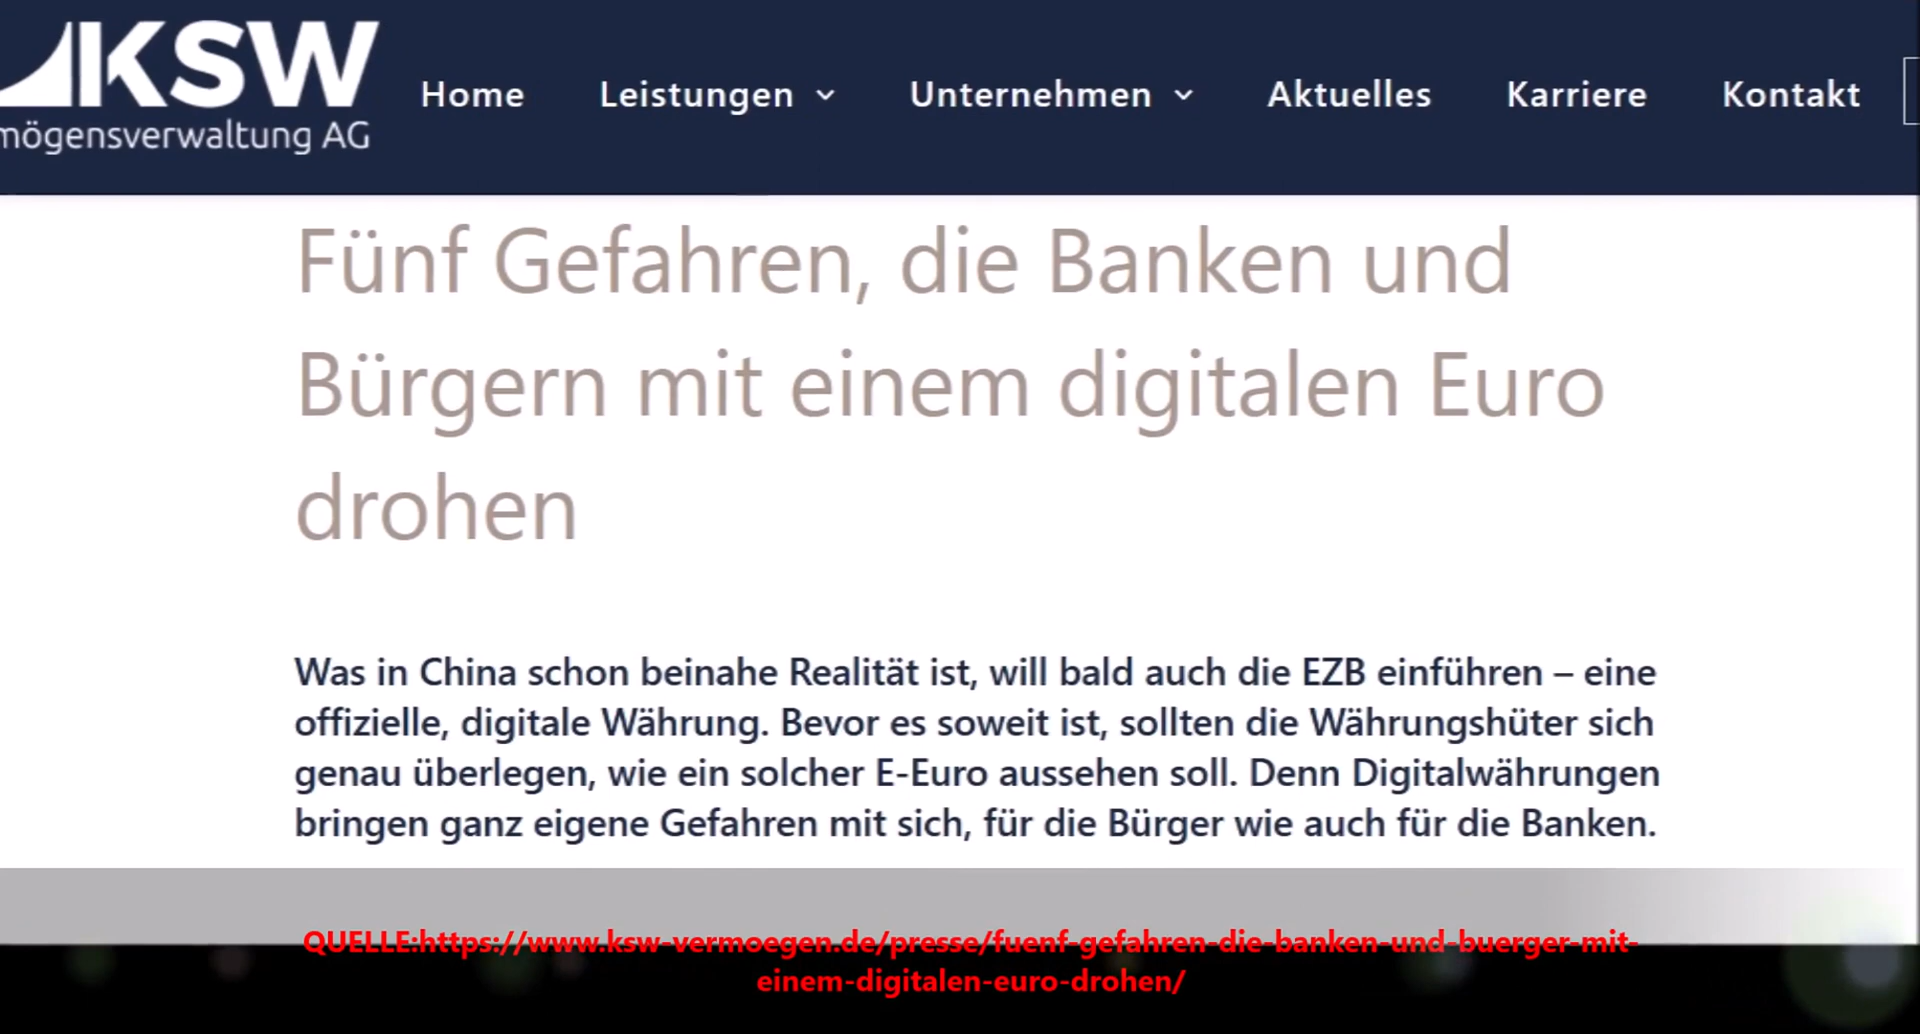 KSW
mögensverwaltung AG
Home Leistungen Unternehmen Aktuelles Karriere Kontakt
Fünf Gefahren, die Banken und
Bürgern mit einem digitalen Euro
drohen
Was in China schon beinahe Realität ist, will bald auch die EZB einführen – eine
offizielle, digitale Währung. Bevor es soweit ist, sollten die Währungshüter sich
genau überlegen, wie ein solcher E-Euro aussehen soll. Denn Digitalwährungen
bringen ganz eigene Gefahren mit sich, für die Bürger wie auch für die Banken.
QUELLE:https://www.ksw-vermoegen.de/presse/fuenf-gefahren-die-banken-und-buerger-mit-
einem-digitalen-euro-drohen/